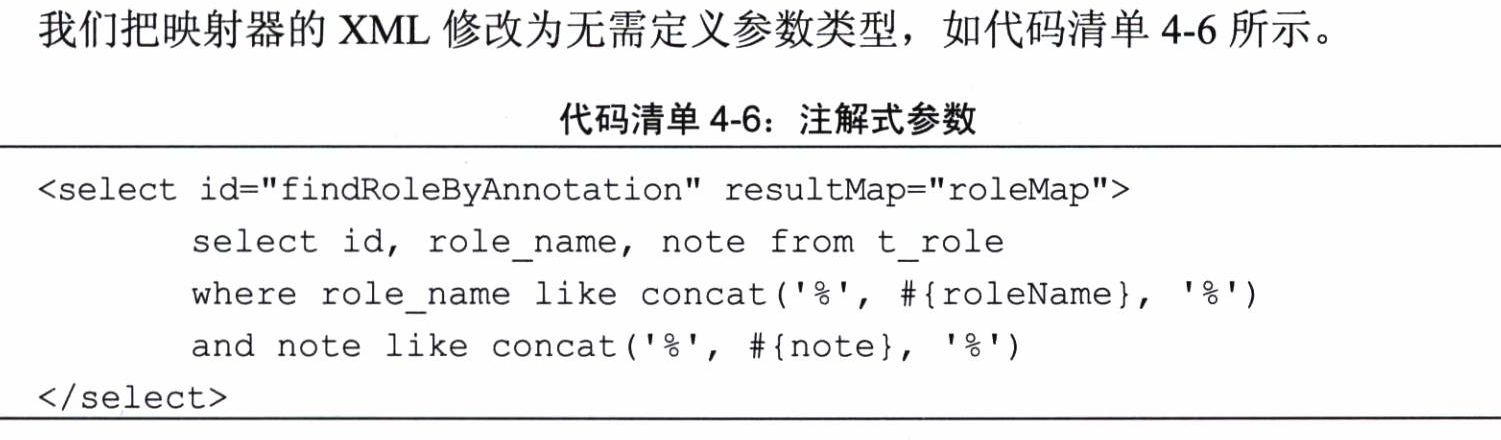 我们把映射器的 XML 修改为无需定义参数类型，如代码清单 4-6 所示。
代码清单 4-6：注解式参数
<select id="findRoleByAnnotation" resultMap="roleMap">
select id, role_name, note from t_role
where role_name like concat('%', #{roleName}, '%')
and note like concat('%', #{note}, '%')
</select>